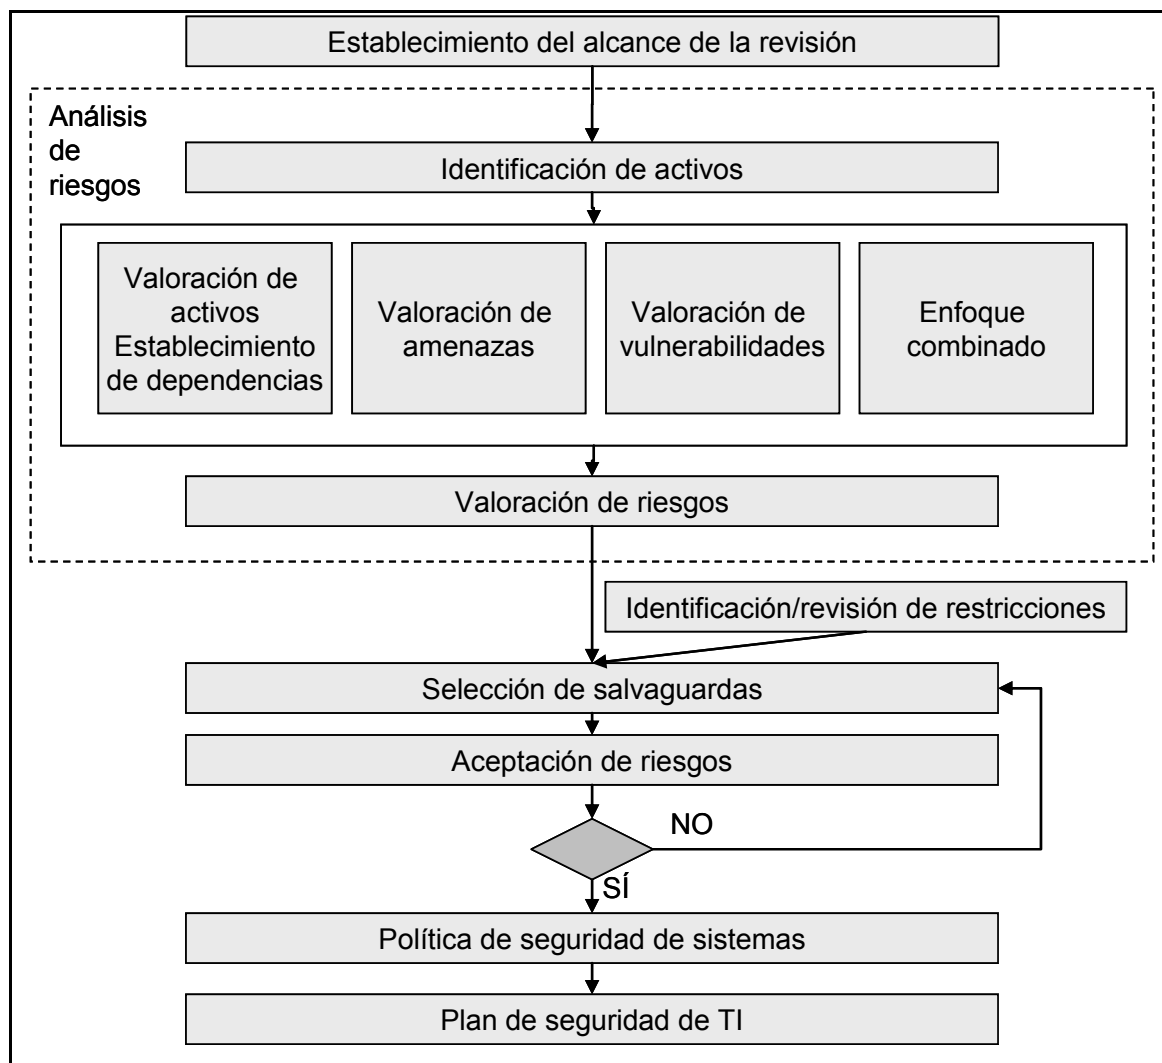 Establecimiento del alcance de la revisión
Análisis
de
riesgos
Identificación de activos
Valoración de
activos
Establecimiento
de dependencias
Valoración de
amenazas
Valoración de
vulnerabilidades
Enfoque
combinado
Valoración de riesgos
Identificación/revisión de restricciones
Selección de salvaguardas
Aceptación de riesgos
NO
SÍ
Política de seguridad de sistemas
Plan de seguridad de TI